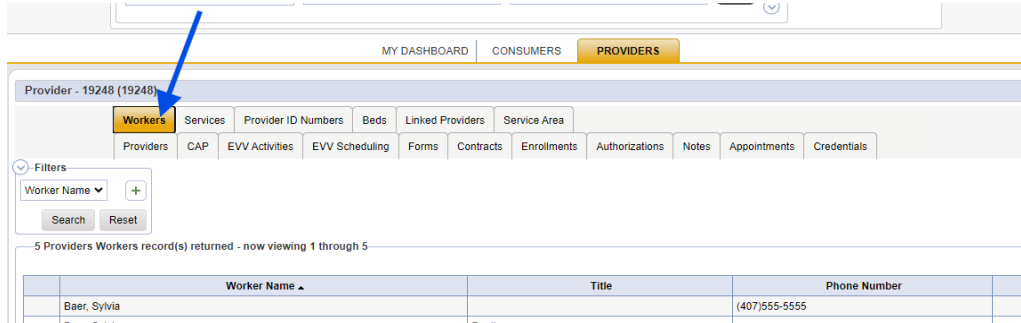 MY DASHBOARD CONSUMERS PROVIDERS
Provider - 19248 (19248)
Workers Services Provider ID Numbers Beds Linked Providers Service Area
Providers CAP EVV Activities EVV Scheduling Forms Contracts Enrollments Authorizations Notes Appointments Credentials
Filters
Worker Name
Search Reset
5 Providers Workers record(s) returned - now viewing 1 through 5
Worker Name Title Phone Number
Baer, Sylvia (407)555-5555